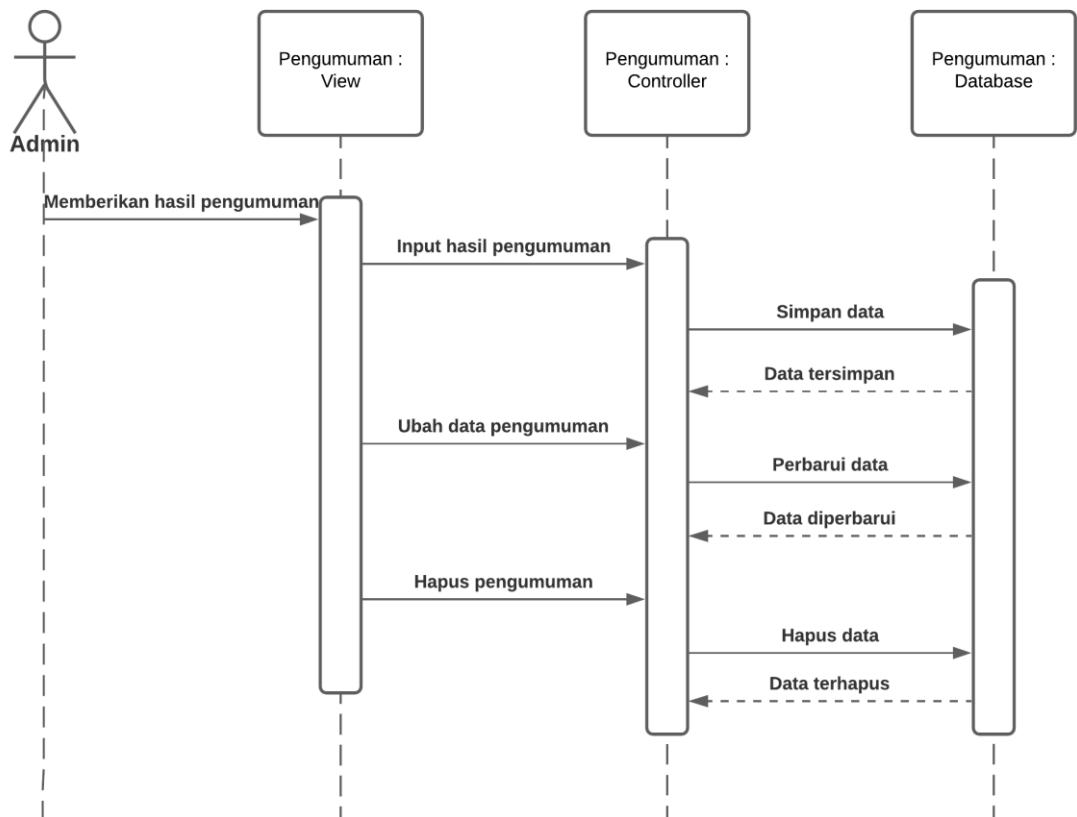 Pengumuman :
View
Pengumuman :
Controller
Pengumuman :
Database
Admin
Memberikan hasil pengumuman
Input hasil pengumuman
Simpan data
Data tersimpan
Ubah data pengumuman
Perbarui data
Data diperbarui
Hapus pengumuman
Hapus data
Data terhapus